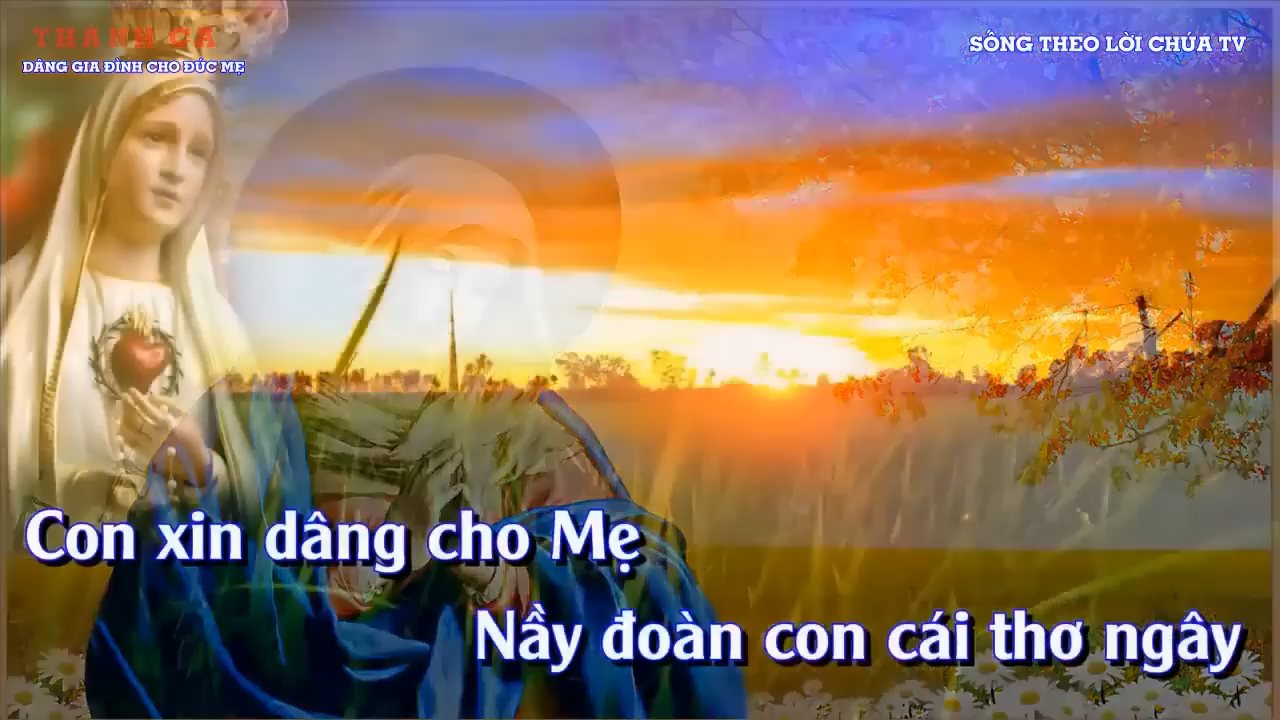 THANH CA
DÂNG GIA ĐÌNH CHO ĐỨC MẸ
SỐNG THEO LỜI CHÚA TV
Con xin dâng cho Mẹ
Nầy đoàn con cái thơ ngây